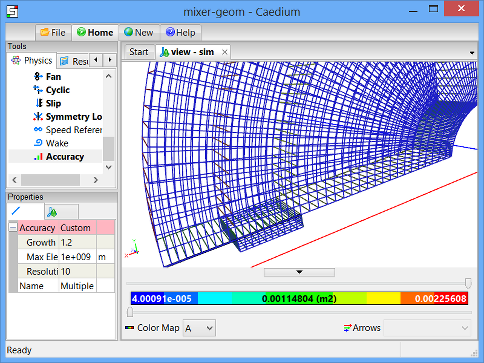 mixer-geom - Caedium
File
Home
New
Help
Tools
Physics
Resu
Fan
Cyclic
Slip
Symmetry Lo
Speed Refere
Wake
Accuracy
Properties
Accuracy Custom
Growth 1.2
Max Ele 1e+009 m
Resoluti 10
Name Multiple
Start
view - sim
4.00091e-005 0.00114804 (m2) 0.00225608
Color Map A Arrows
Ready